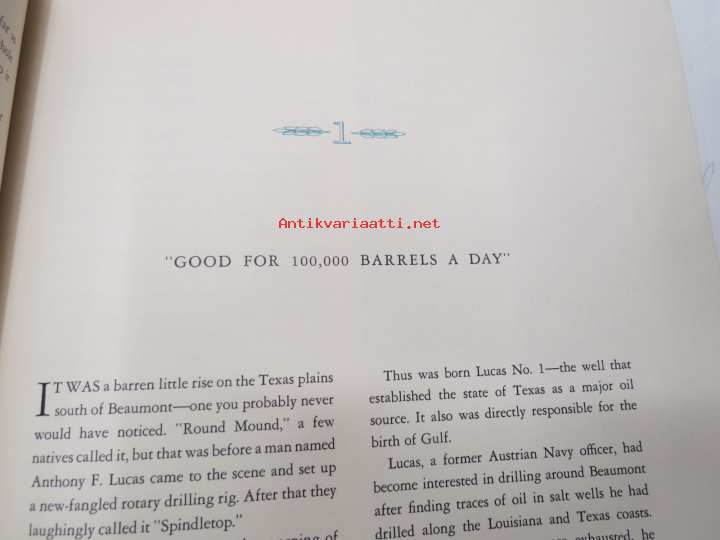 1
Antikvariaatti.net
"GOOD FOR 100,000 BARRELS A DAY"
IT WAS a barren little rise on the Texas plains
south of Beaumont—one you probably never
would have noticed. "Round Mound," a few
natives called it, but that was before a man named
Anthony F. Lucas came to the scene and set up
a new-fangled rotary drilling rig. After that they
laughingly called it "Spindletop."
of
Thus was born Lucas No. 1—the well that
established the state of Texas as a major oil
source. It also was directly responsible for the
birth of Gulf.
Lucas, a former Austrian Navy officer, had
become interested in drilling around Beaumont
after finding traces of oil in salt wells he had
drilled along the Louisiana and Texas coasts.
exhausted, he